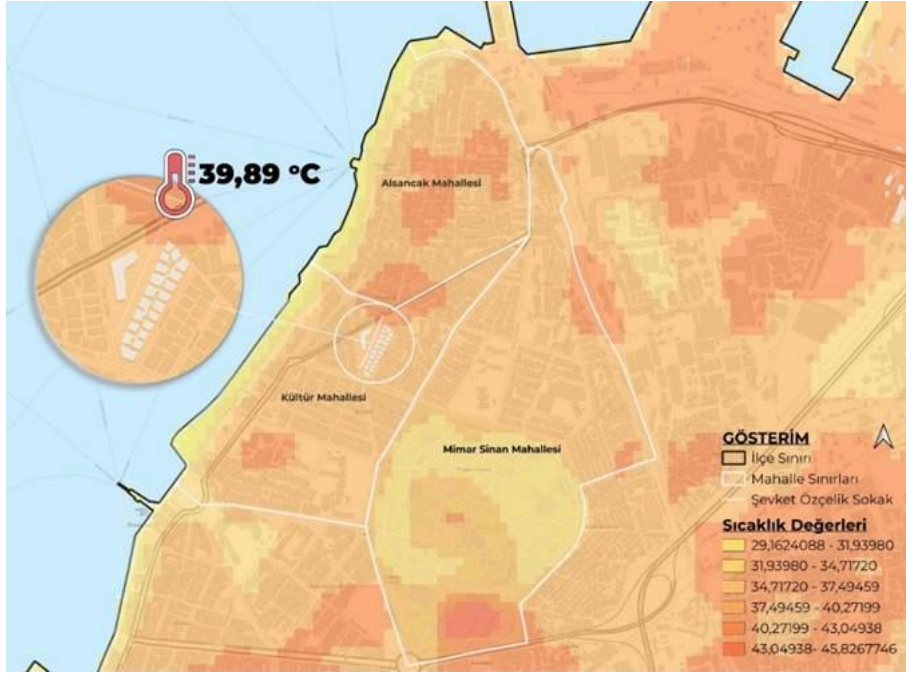 39,89 °C
Alsancak Mahallesi
Kültür Mahallesi
Mimar Sinan Mahallesi
GÖSTERİM
İlçe Sınırı
Mahalle Sınırları
Şevket Özçelik Sokak
Sıcaklık Değerleri
29,1624088 - 31,93980
31,93980 - 34,71720
34,71720 - 37,49459
37,49459 - 40,27199
40,27199 - 43,04938
43,04938- 45,8267746